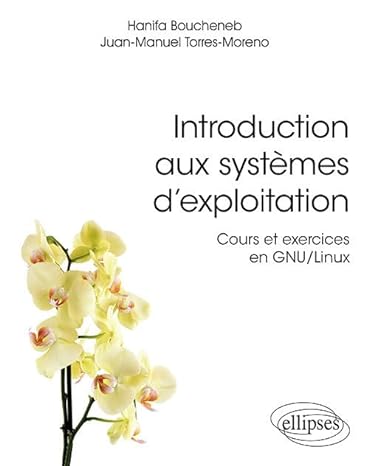 Hanifa Boucheneb
Juan-Manuel Torres-Moreno
Introduction
aux systèmes
d'exploitation
Cours et exercices
en GNU/Linux
ellipses